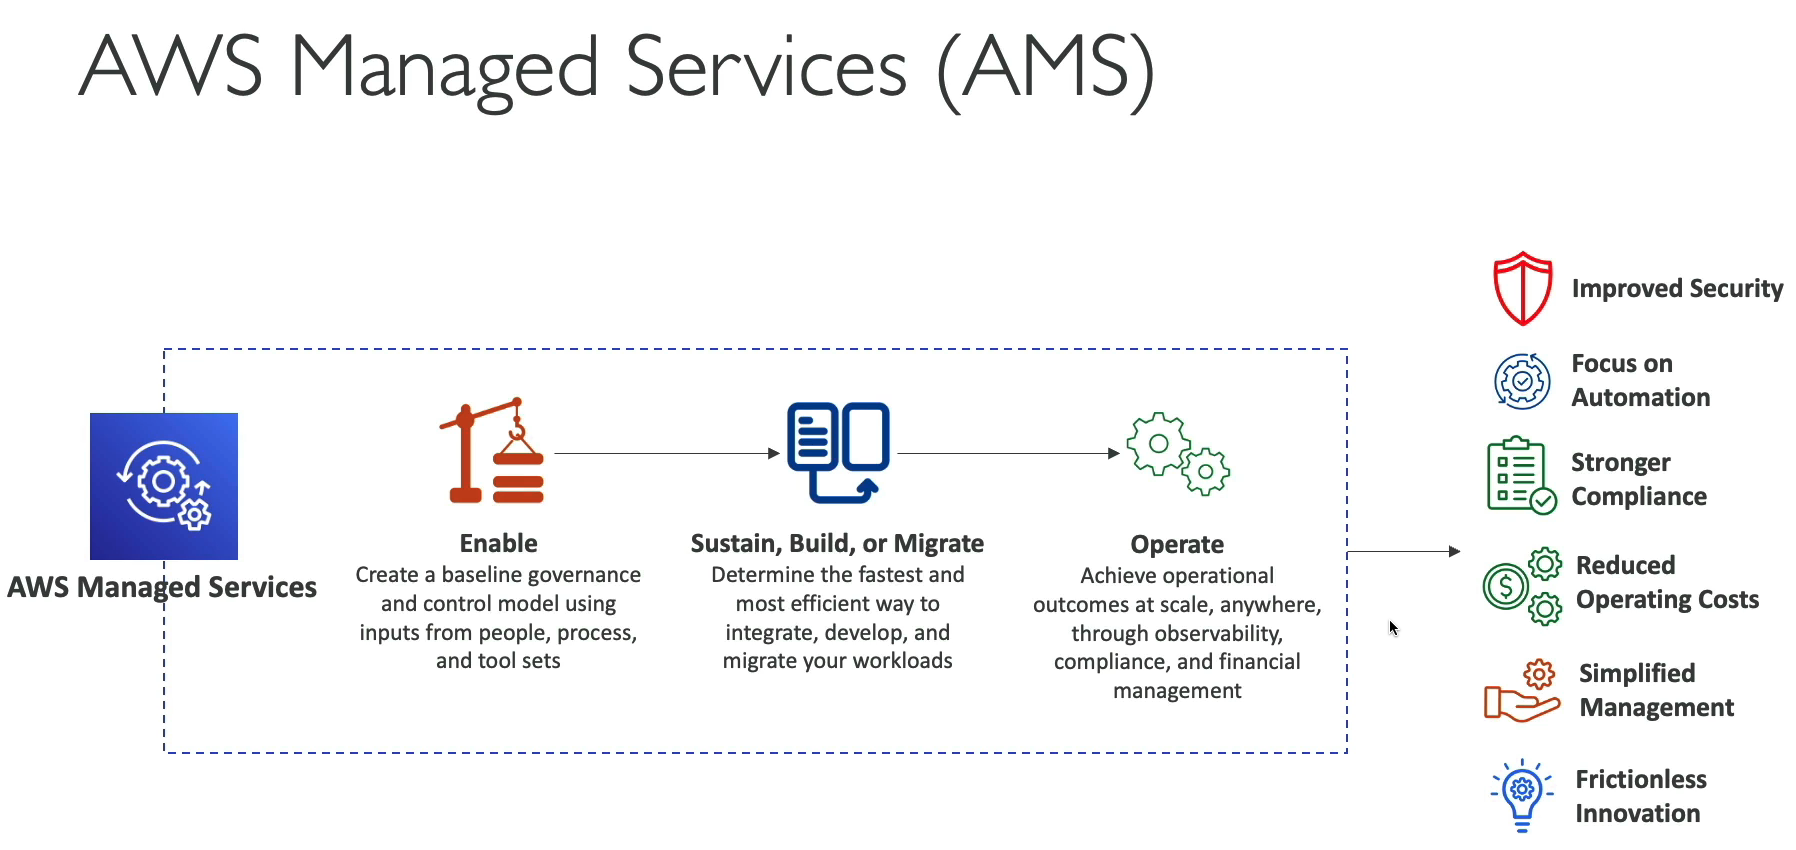 AWS Managed Services (AMS)
AWS Managed Services
Enable
Create a baseline governance
and control model using
inputs from people, process,
and tool sets
Sustain, Build, or Migrate
Determine the fastest and
most efficient way to
integrate, develop, and
migrate your workloads
Operate
Achieve operational
outcomes at scale, anywhere,
through observability,
compliance, and financial
management
Improved Security
Focus on
Automation
Stronger
Compliance
$
Reduced
Operating Costs
Simplified
Management
Frictionless
Innovation